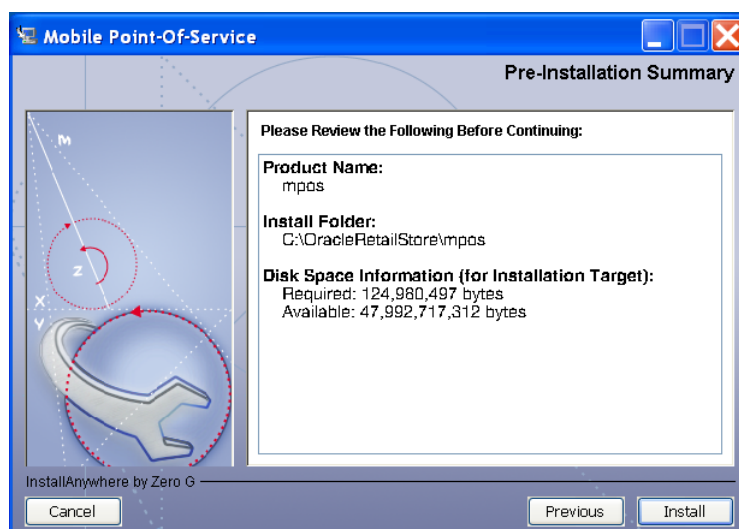 Mobile Point-Of-Service
Pre-Installation Summary
m
z
X
Y
Please Review the Following Before Continuing:
Product Name:
mpos
Install Folder:
C:\OracleRetailStore\mpos
Disk Space Information (for Installation Target):
Required: 124,980,497 bytes
Available: 47,992,717,312 bytes
InstallAnywhere by Zero G
Cancel
Previous
Install